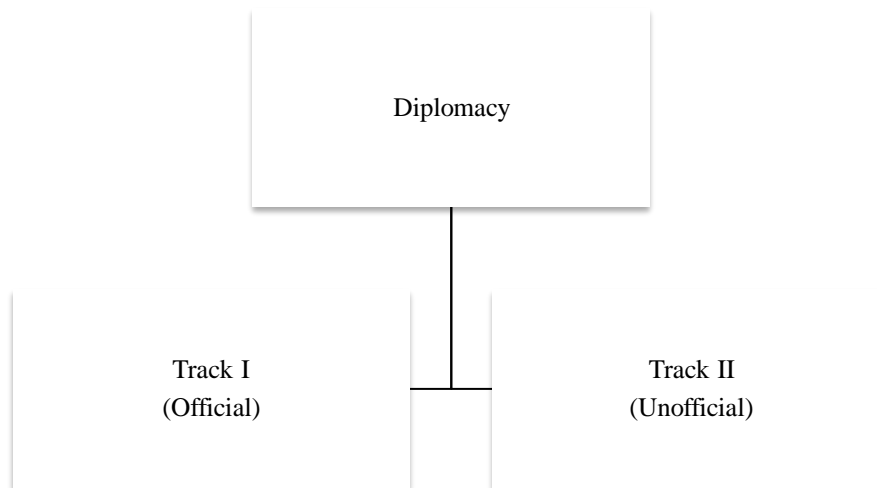 Diplomacy
Track I
(Official)
Track II
(Unofficial)